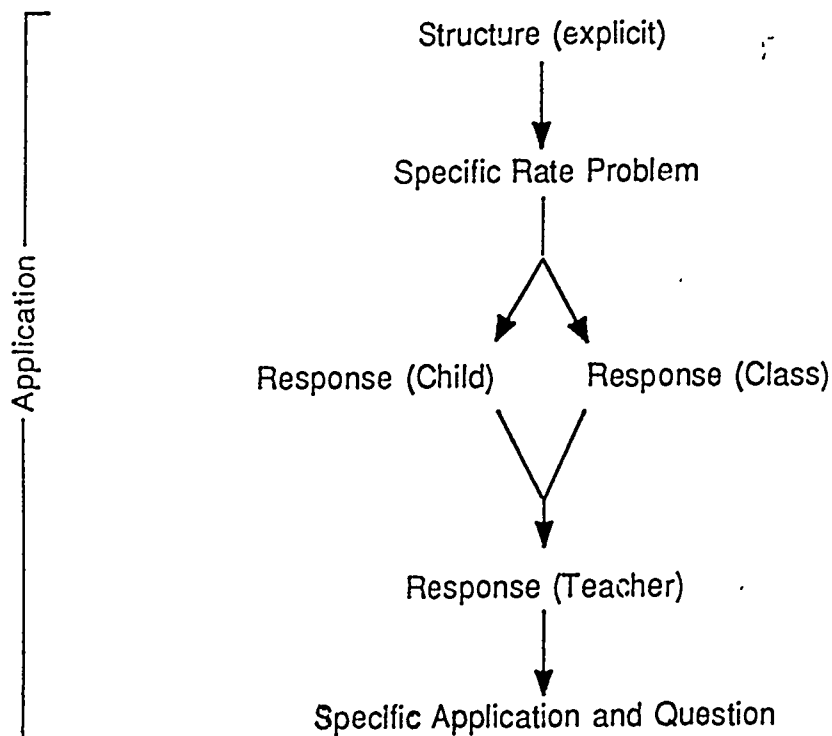 Structure (explicit)
Specific Rate Problem
Application
Response (Child)
Response (Class)
Response (Teacher)
Specific Application and Question